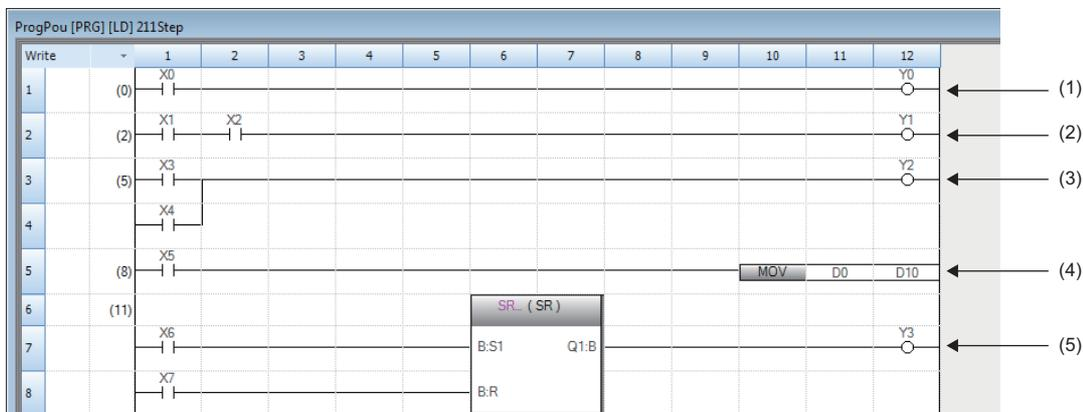 ProgPou [PRG] [LD] 211Step
Write 1 2 3 4 5 6 7 8 9 10 11 12
X0 Y0
1 (0) (1)
X1 X2 Y1
2 (2) (2)
X3 Y2
3 (5) (3)
X4
4
X5
5 (8) MOV D0 D10 (4)
6 (11) SR... (SR)
X6 Y3
7 B:S1 Q1:B (5)
X7
8 B:R